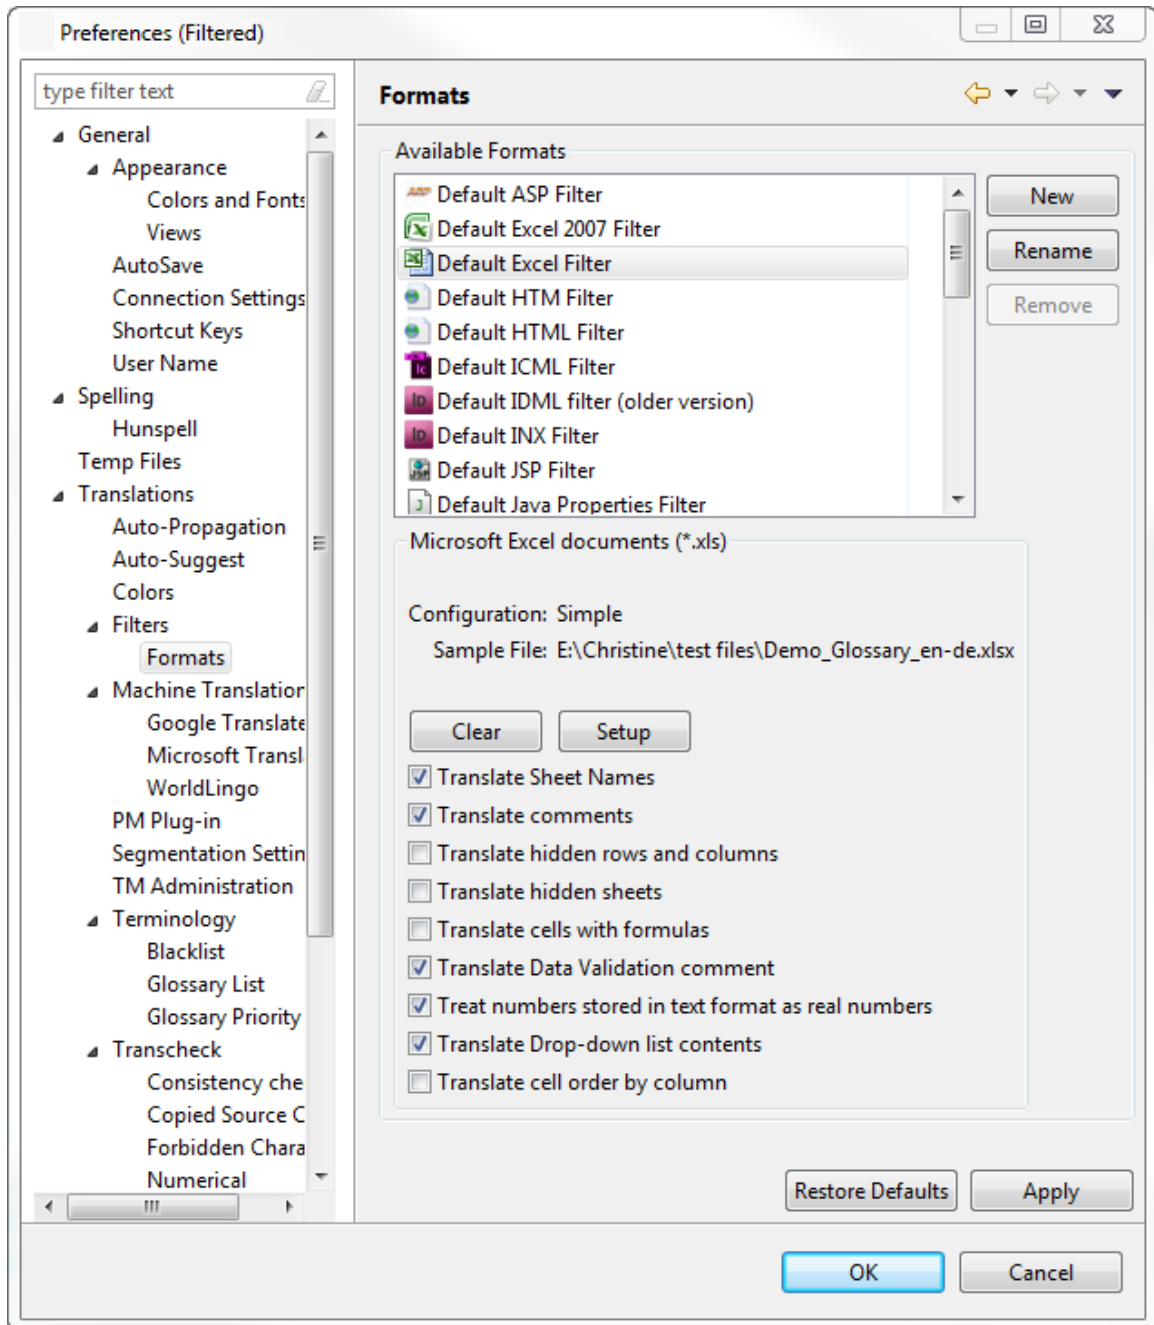 Preferences (Filtered)
type filter text
General
Appearance
Colors and Fonts
Views
AutoSave
Connection Settings
Shortcut Keys
User Name
Spelling
Hunspell
Temp Files
Translations
Auto-Propagation
Auto-Suggest
Colors
Filters
Formats
Machine Translation
Google Translate
Microsoft Transl
WorldLingo
PM Plug-in
Segmentation Settin
TM Administration
Terminology
Blacklist
Glossary List
Glossary Priority
Transcheck
Consistency che
Copied Source C
Forbidden Chara
Numerical
Formats
Available Formats
Default ASP Filter
Default Excel 2007 Filter
Default Excel Filter
Default HTM Filter
Default HTML Filter
Default ICML Filter
Default IDML filter (older version)
Default INX Filter
Default JSP Filter
Default Java Properties Filter
New
Rename
Remove
Microsoft Excel documents (*.xls)
Configuration: Simple
Sample File: E:\Christine\test files\Demo_Glossary_en-de.xlsx
Clear Setup
Translate Sheet Names
Translate comments
Translate hidden rows and columns
Translate hidden sheets
Translate cells with formulas
Translate Data Validation comment
Treat numbers stored in text format as real numbers
Translate Drop-down list contents
Translate cell order by column
Restore Defaults Apply
OK Cancel